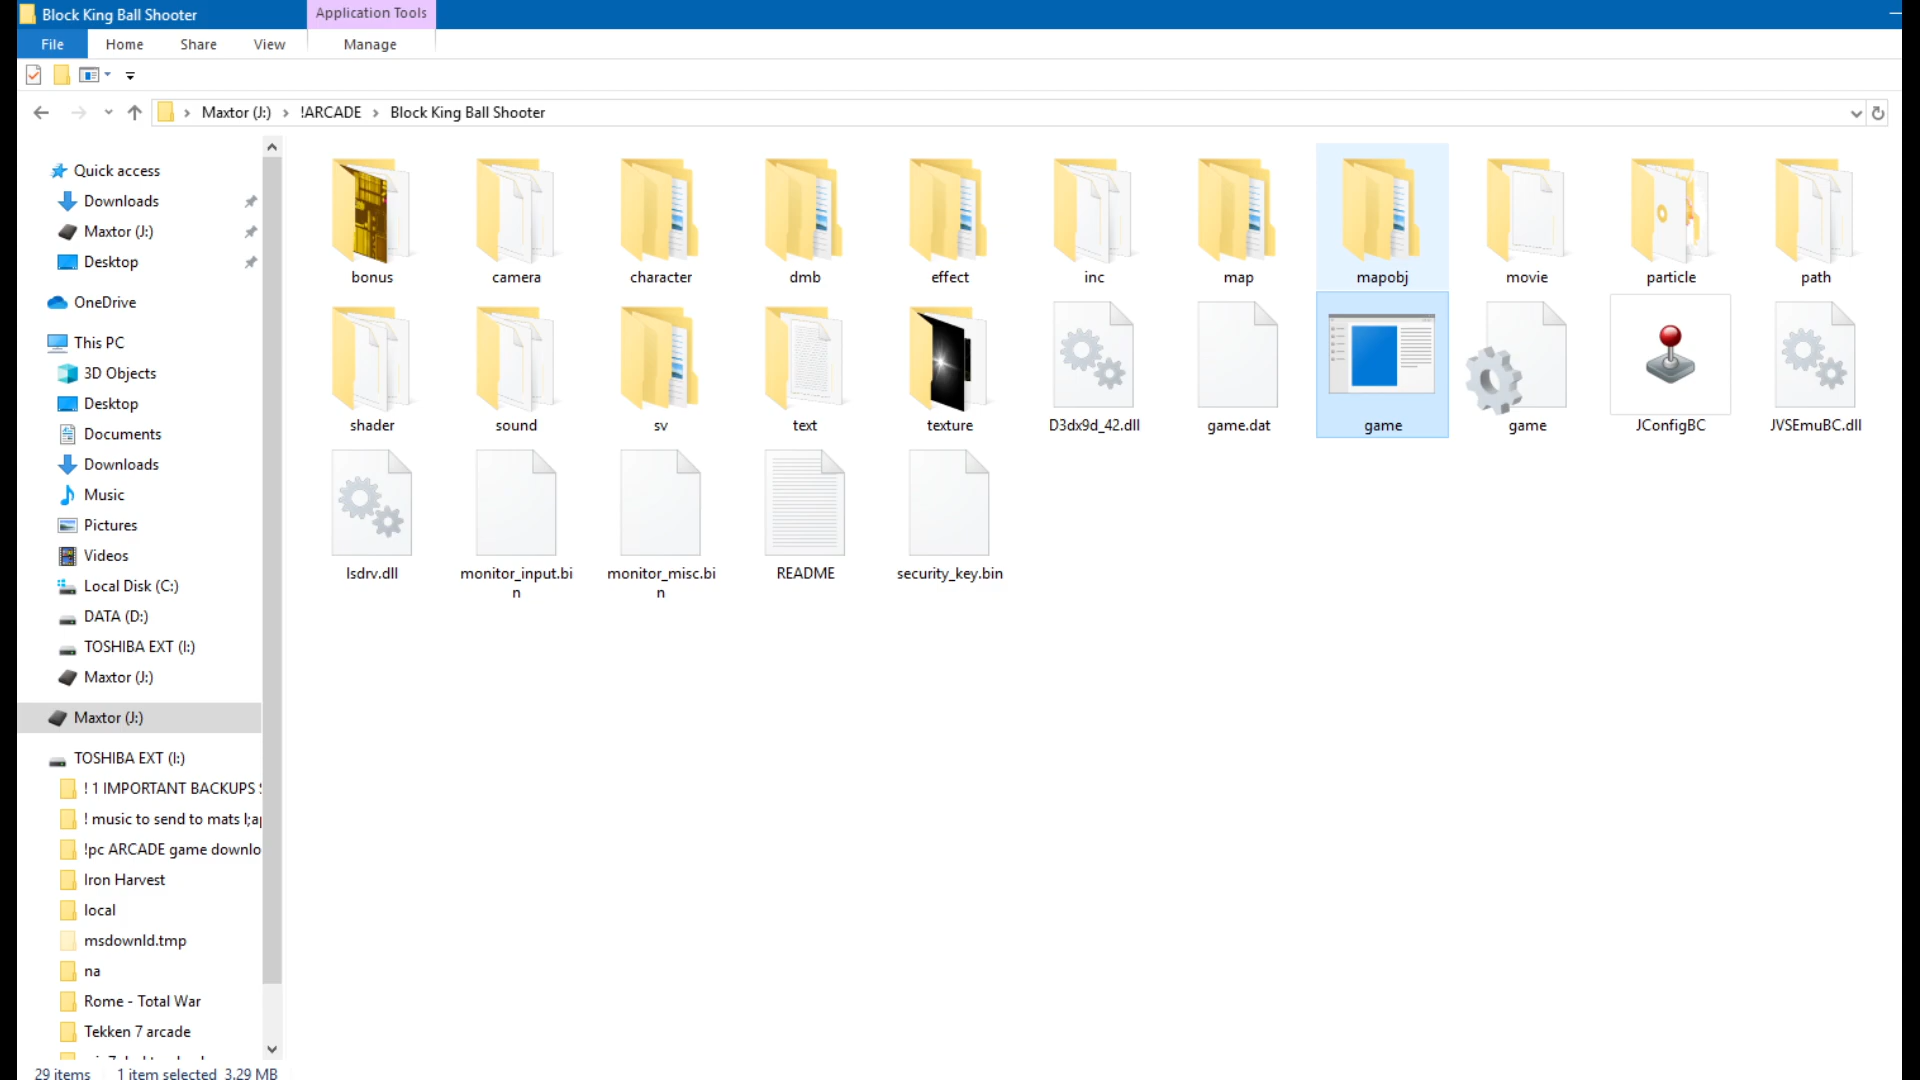 Block King Ball Shooter
Application Tools
File Home Share View Manage
Maxtor (J:) !ARCADE Block King Ball Shooter
Quick access
Downloads
Maxtor (J:)
Desktop
OneDrive
This PC
3D Objects
Desktop
Documents
Downloads
Music
Pictures
Videos
Local Disk (C:)
DATA (D:)
TOSHIBA EXT (I:)
Maxtor (J:)
Maxtor (J:)
TOSHIBA EXT (I:)
! 1 IMPORTANT BACKUPS
! music to send to mats l;a
!pc ARCADE game downlo
Iron Harvest
local
msdownld.tmp
na
Rome - Total War
Tekken 7 arcade
bonus camera character dmb effect inc map mapobj movie particle path
shader sound sv text texture D3dx9d_42.dll game.dat game game JConfigBC JVSEmuBC.dll
lsdrv.dll monitor_input.bi monitor_misc.bi README security_key.bin
n n
29 items 1 item selected 3.29 MB